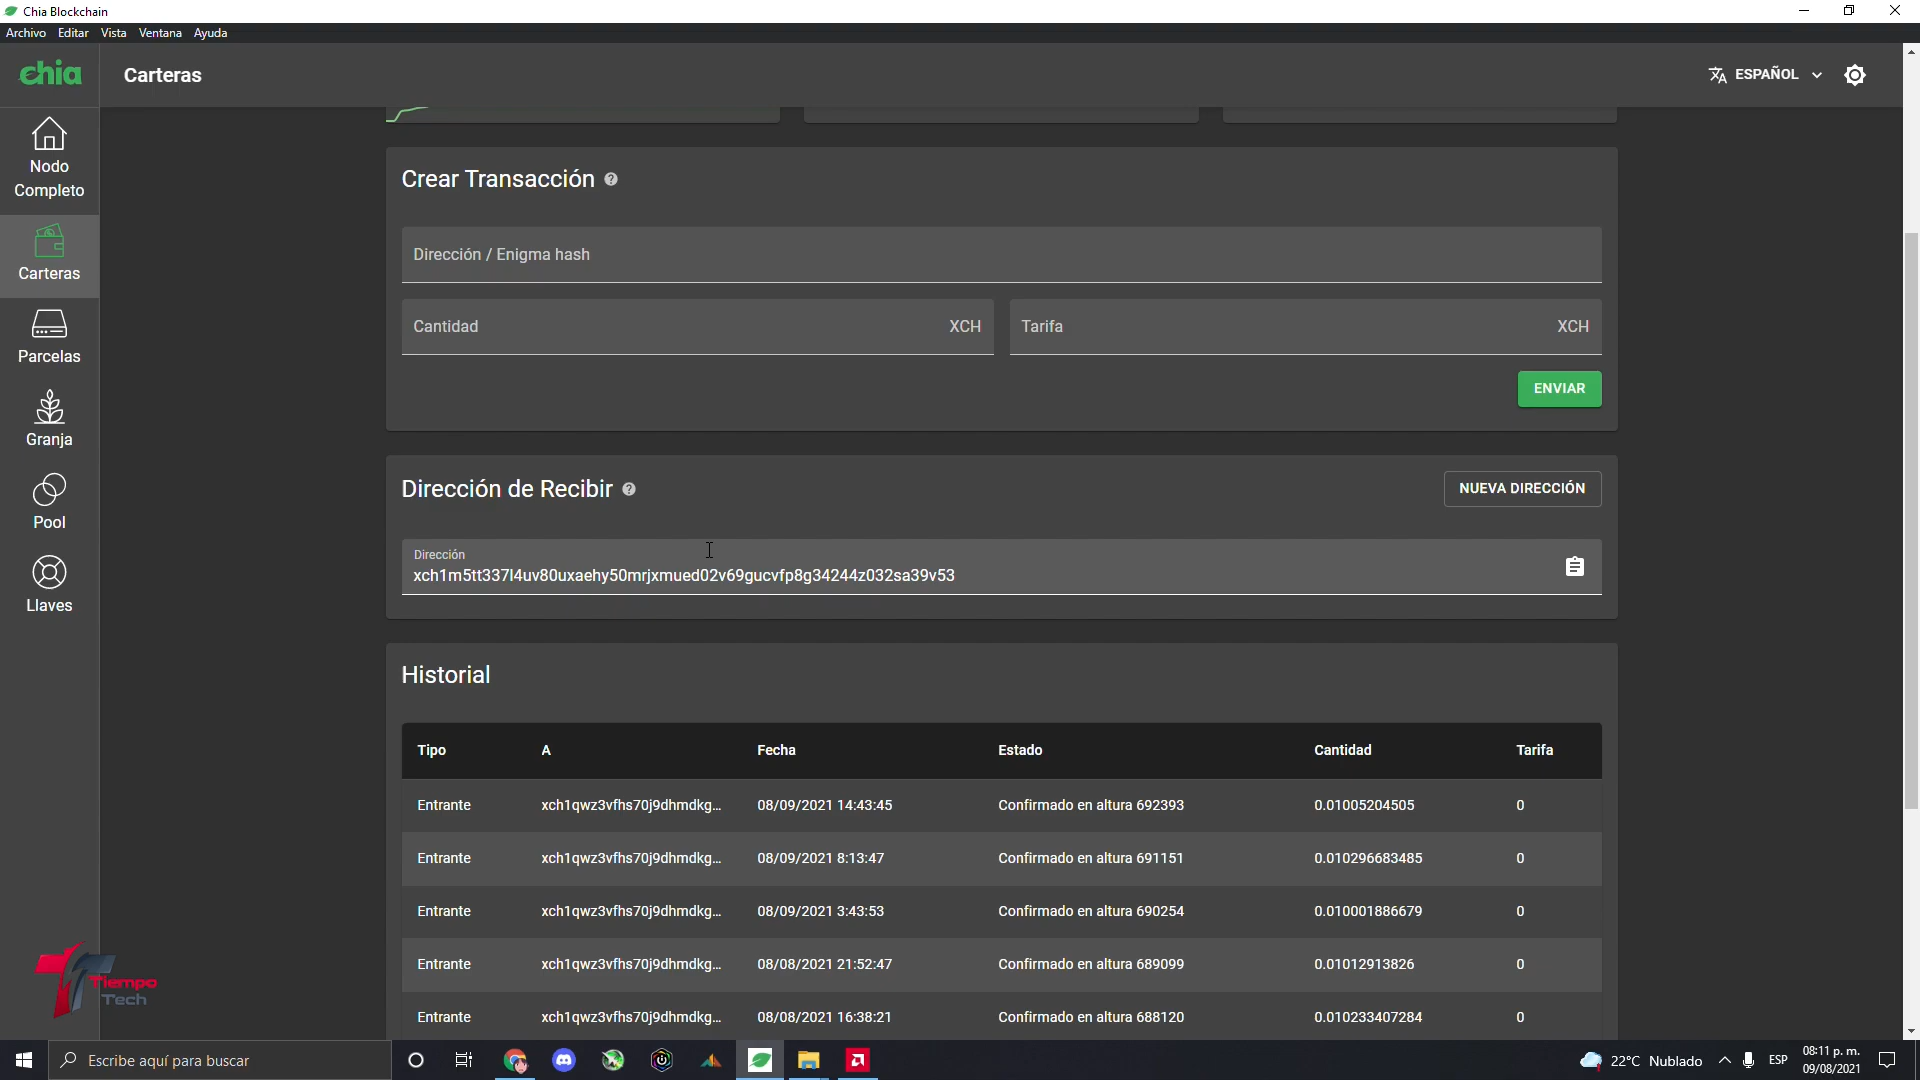 Chia Blockchain
Archivo Editar Vista Ventana Ayuda
chia
Carteras
ESPAÑOL
Nodo
Completo
Carteras
Parcelas
Granja
Pool
Llaves
Crear Transacción
Dirección / Enigma hash
Cantidad XCH
Tarifa XCH
ENVIAR
Dirección de Recibir
NUEVA DIRECCIÓN
Dirección
xch1m5tt337l4uv80uxaehy50mrjxmued02v69gucvfp8g34244z032sa39v53
Historial
Tipo A Fecha Estado Cantidad Tarifa
Entrante xch1qwz3vfhs70j9dhmdkg... 08/09/2021 14:43:45 Confirmado en altura 692393 0.01005204505 0
Entrante xch1qwz3vfhs70j9dhmdkg... 08/09/2021 8:13:47 Confirmado en altura 691151 0.010296683485 0
Entrante xch1qwz3vfhs70j9dhmdkg... 08/09/2021 3:43:53 Confirmado en altura 690254 0.010001886679 0
Entrante xch1qwz3vfhs70j9dhmdkg... 08/08/2021 21:52:47 Confirmado en altura 689099 0.01012913826 0
Entrante xch1qwz3vfhs70j9dhmdkg... 08/08/2021 16:38:21 Confirmado en altura 688120 0.010233407284 0
Tiempo
Tech
Escribe aquí para buscar
22°C Nublado
ESP
08:11 p. m.
09/08/2021